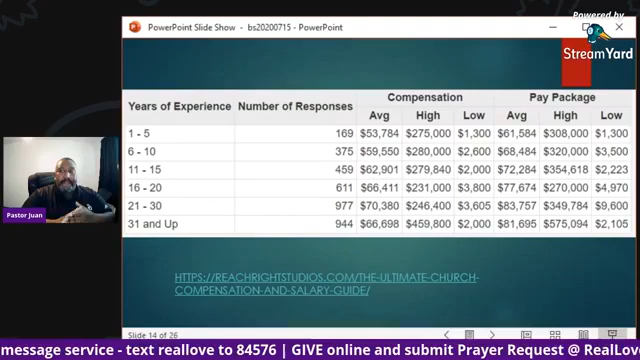 PowerPoint Slide Show - bs20200715 - PowerPoint
Powered by
StreamYard
Compensation Pay Package
Years of Experience Number of Responses
Avg High Low Avg High Low
1 - 5 169 $53,784 $275,000 $1,300 $61,584 $308,000 $1,300
6 - 10 375 $59,550 $280,000 $2,600 $68,484 $320,000 $3,500
11 - 15 459 $62,901 $279,840 $2,000 $72,284 $354,618 $2,223
16 - 20 611 $66,411 $231,000 $3,800 $77,674 $270,000 $4,970
21 - 30 977 $70,380 $246,400 $3,605 $83,757 $349,784 $9,600
31 and Up 944 $66,698 $459,800 $2,000 $81,695 $575,094 $2,105
Pastor Juan
HTTPS://REACHRIGHTSTUDIOS.COM/THE-ULTIMATE-CHURCH-
COMPENSATION-AND-SALARY-GUIDE/
Slide 14 of 26
message service - text reallove to 84576 | GIVE online and submit Prayer Request @ RealLov